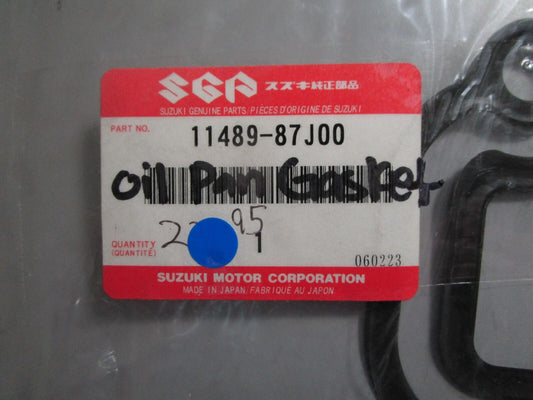 SGP スズキ純正部品
SUZUKI GENUINE PARTS/PIÈCES D'ORIGINE DE SUZUKI
PART NO. 11489-87J00
oil Pan Gasket
95
QUANTITY 1
(QUANTITÉ)
060223
SUZUKI MOTOR CORPORATION
MADE IN JAPAN/FABRIQUÉ AU JAPON